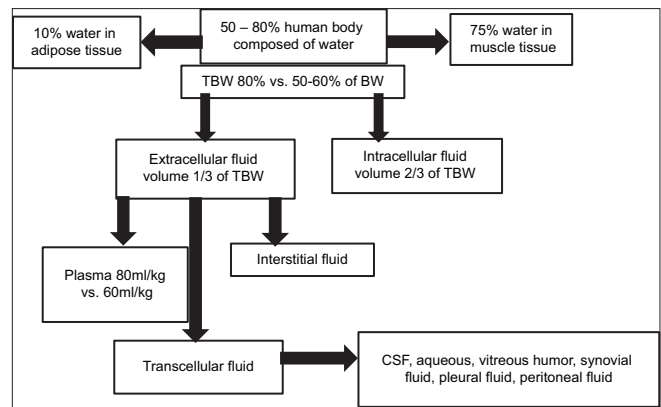 10% water in
adipose tissue
50 – 80% human body
composed of water
75% water in
muscle tissue
TBW 80% vs. 50-60% of BW
Extracellular fluid
volume 1/3 of TBW
Intracellular fluid
volume 2/3 of TBW
Plasma 80ml/kg
vs. 60ml/kg
Interstitial fluid
Transcellular fluid
CSF, aqueous, vitreous humor, synovial
fluid, pleural fluid, peritoneal fluid